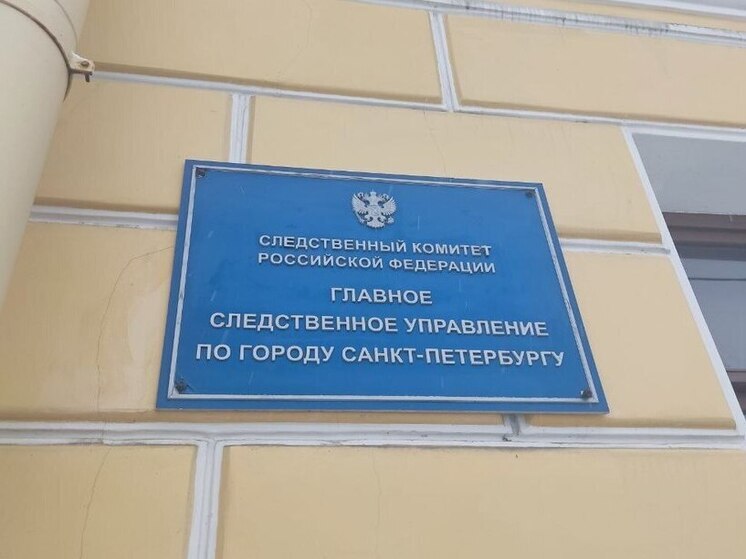 СЛЕДСТВЕННЫЙ КОМИТЕТ
РОССИЙСКОЙ ФЕДЕРАЦИИ
ГЛАВНОЕ
СЛЕДСТВЕННОЕ УПРАВЛЕНИЕ
ПО ГОРОДУ САНКТ-ПЕТЕРБУРГУ